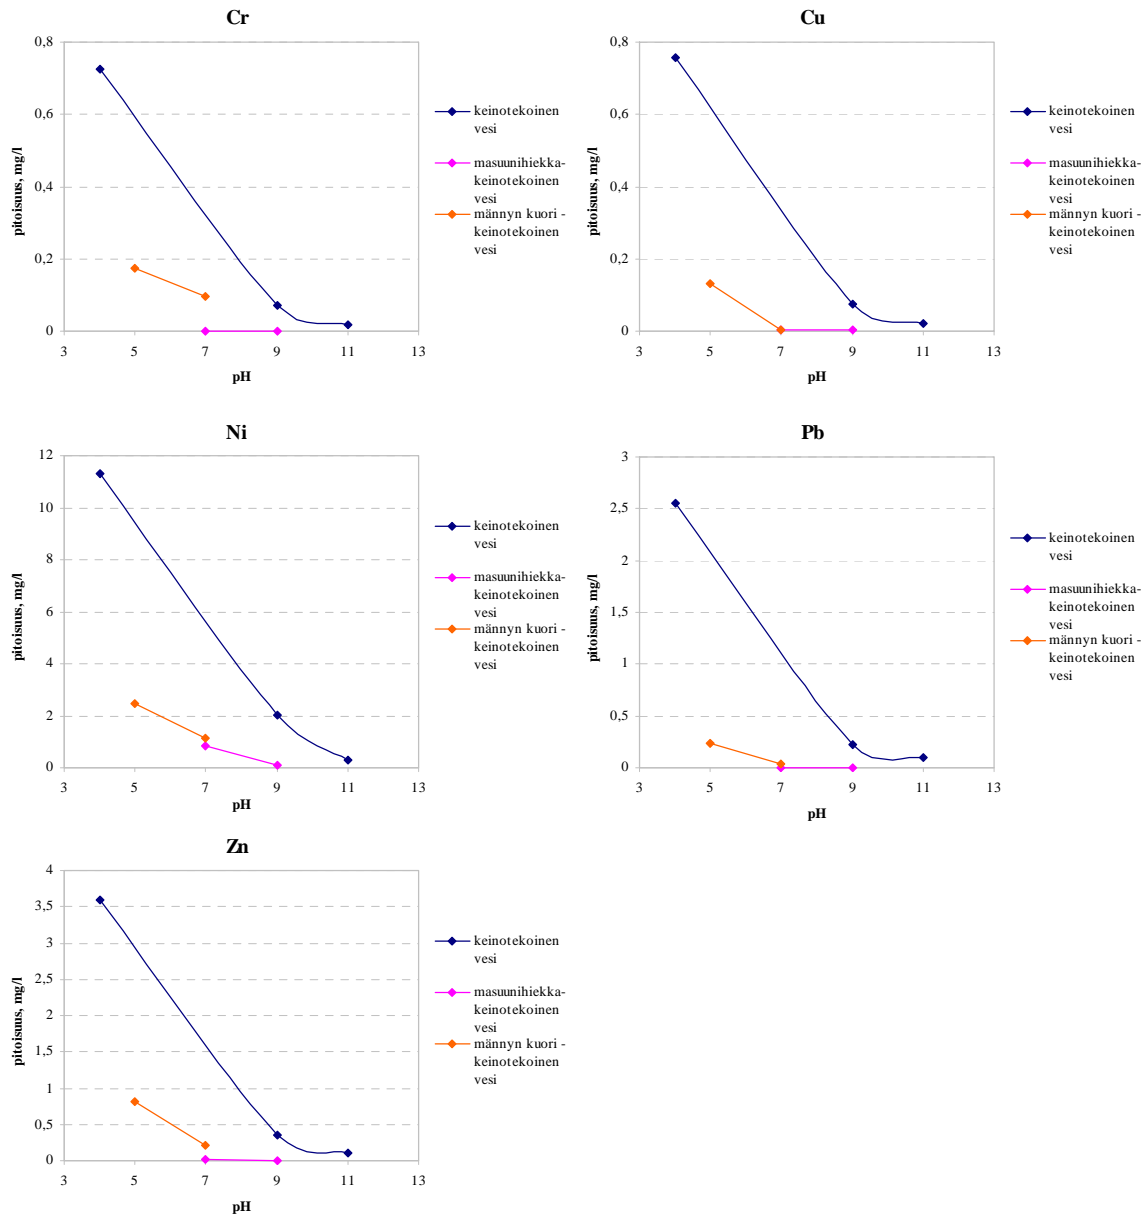 Cr
0,8
0,6
0,4
0,2
0
3 5 7 9 11 13
pH
pitoisuus, mg/l
keinotekoinen
vesi
masuunihiekka-
keinotekoinen
vesi
männyn kuori -
keinotekoinen
vesi
Cu
0,8
0,6
0,4
0,2
0
3 5 7 9 11 13
pH
pitoisuus, mg/l
keinotekoinen
vesi
masuunihiekka-
keinotekoinen
vesi
männyn kuori -
keinotekoinen
vesi
Ni
12
10
8
6
4
2
0
3 5 7 9 11 13
pH
pitoisuus, mg/l
keinotekoinen
vesi
masuunihiekka-
keinotekoinen
vesi
männyn kuori -
keinotekoinen
vesi
Pb
3
2,5
2
1,5
1
0,5
0
3 5 7 9 11 13
pH
pitoisuus, mg/l
keinotekoinen
vesi
masuunihiekka-
keinotekoinen
vesi
männyn kuori -
keinotekoinen
vesi
Zn
4
3,5
3
2,5
2
1,5
1
0,5
0
3 5 7 9 11 13
pH
pitoisuus, mg/l
keinotekoinen
vesi
masuunihiekka-
keinotekoinen
vesi
männyn kuori -
keinotekoinen
vesi